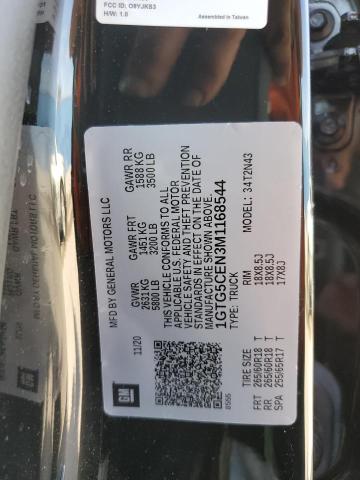 FCC ID: O9YJKB3
H/W: 1.0
Assembled in Taiwan
MFD BY GENERAL MOTORS LLC
11/20
GVWR GAWR FRT GAWR RR
2631 KG 1451 KG 1588 KG
5800 LB 3200 LB 3500 LB
THIS VEHICLE CONFORMS TO ALL
APPLICABLE U.S. FEDERAL MOTOR
VEHICLE SAFETY AND THEFT PREVENTION
STANDARDS IN EFFECT ON THE DATE OF
MANUFACTURE SHOWN ABOVE.
1GTG5CEN3M1168544
TYPE: TRUCK MODEL: 34T2N43
TIRE SIZE RIM
FRT 265/60R18 T 18X8.5J
RR 265/60R18 T 18X8.5J
SPA 255/65R17 T 17X8J
GM
8565